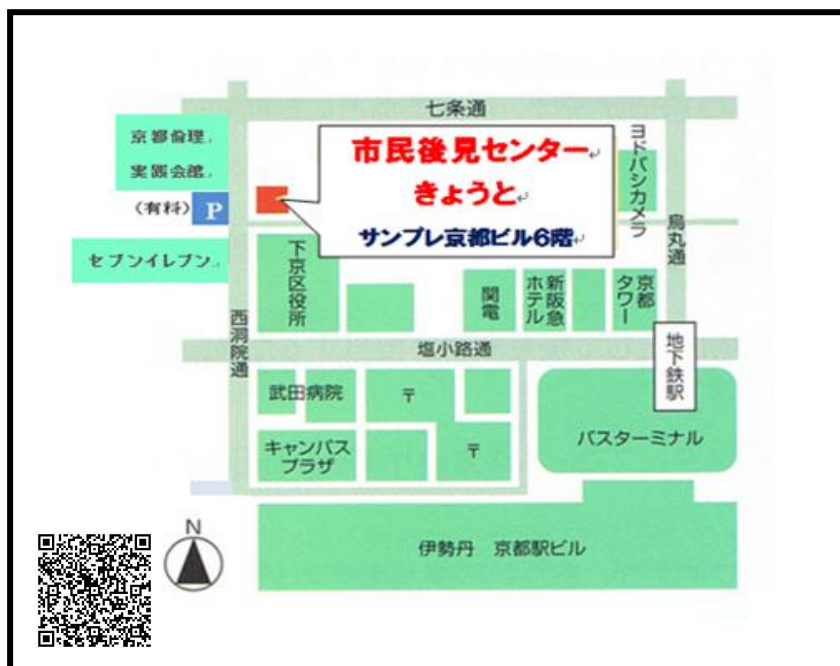 七条通
京都倫理
実践会館
(有料) P
セブンイレブン
市民後見センター
きょうと
サンプレ京都ビル6階
ヨドバシカメラ
烏丸通
下京区役所
関電
新阪急
ホテル
京都
タワー
西洞院通
塩小路通
地下鉄駅
武田病院
〒
キャンパス
プラザ
〒
バスターミナル
伊勢丹 京都駅ビル
N